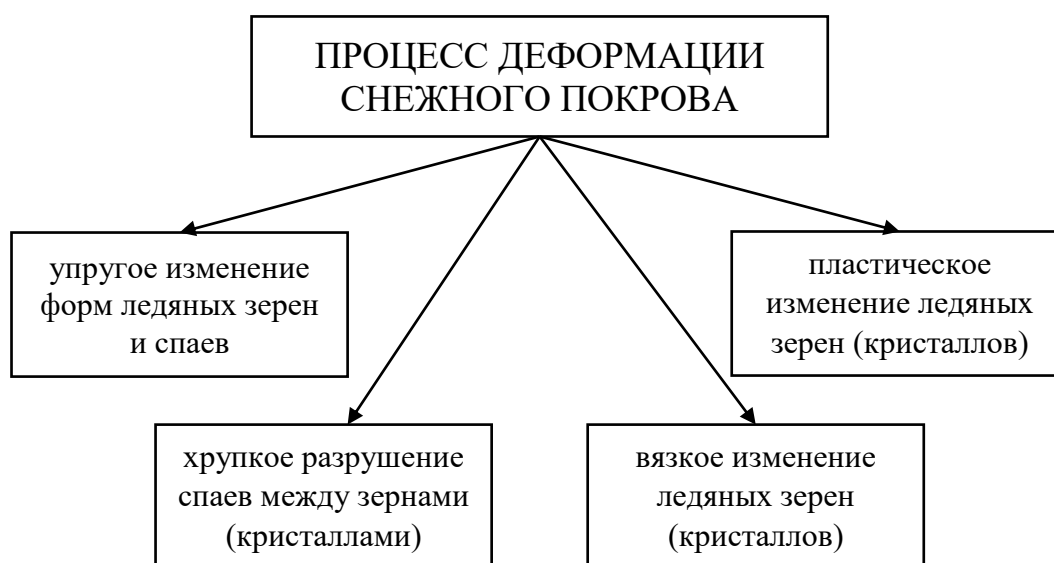 ПРОЦЕСС ДЕФОРМАЦИИ
СНЕЖНОГО ПОКРОВА
упругое изменение
форм ледяных зерен
и спаев
пластическое
изменение ледяных
зерен (кристаллов)
хрупкое разрушение
спаев между зернами
(кристаллами)
вязкое изменение
ледяных зерен
(кристаллов)